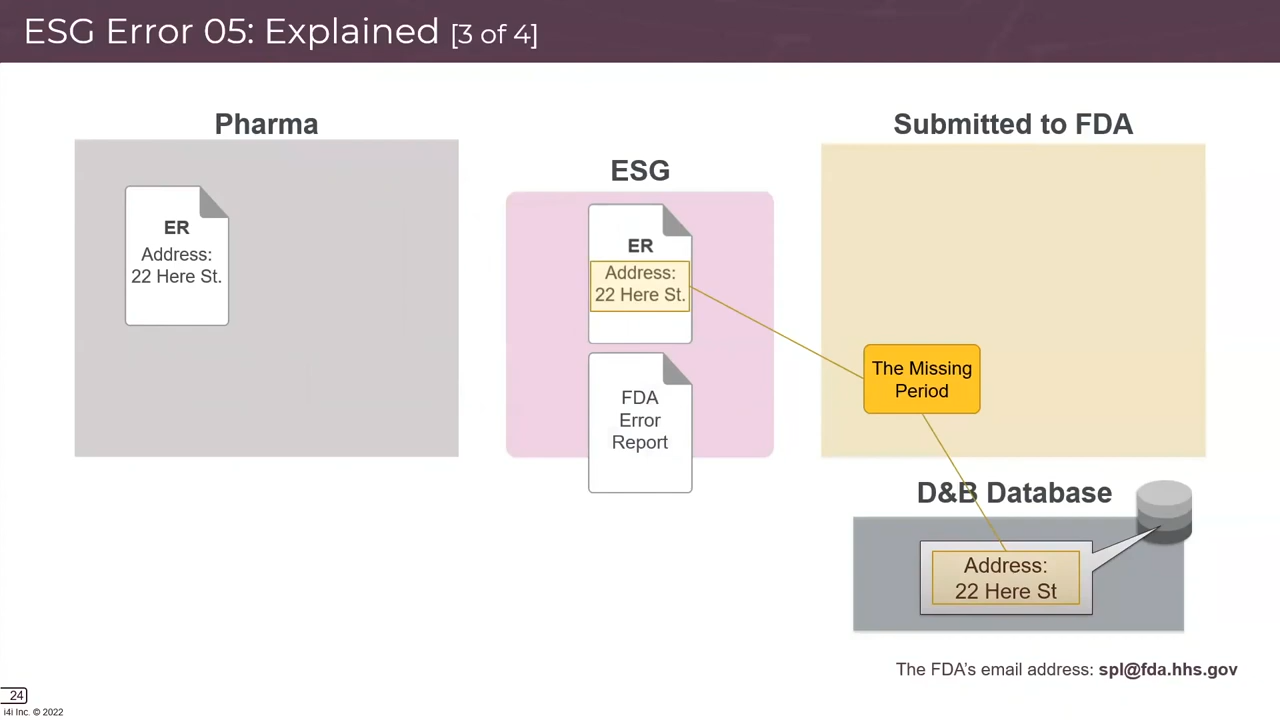 ESG Error 05: Explained [3 of 4]
Pharma
ER
Address:
22 Here St.
ESG
ER
Address:
22 Here St.
FDA
Error
Report
Submitted to FDA
The Missing
Period
D&B Database
Address:
22 Here St
The FDA's email address: spl@fda.hhs.gov
24
i4i Inc. © 2022